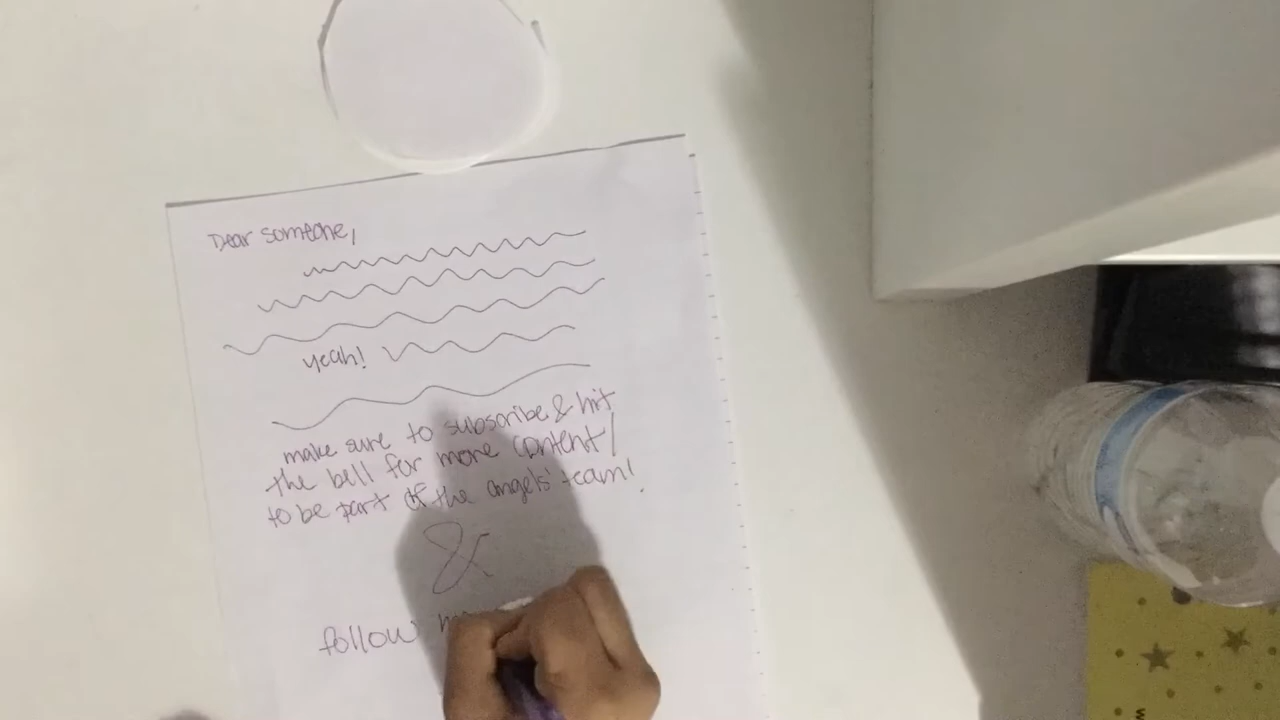 Dear someone,
yeah!
make sure to subscribe & hit
the bell for more content/
to be part of the angels' team!
&
follow